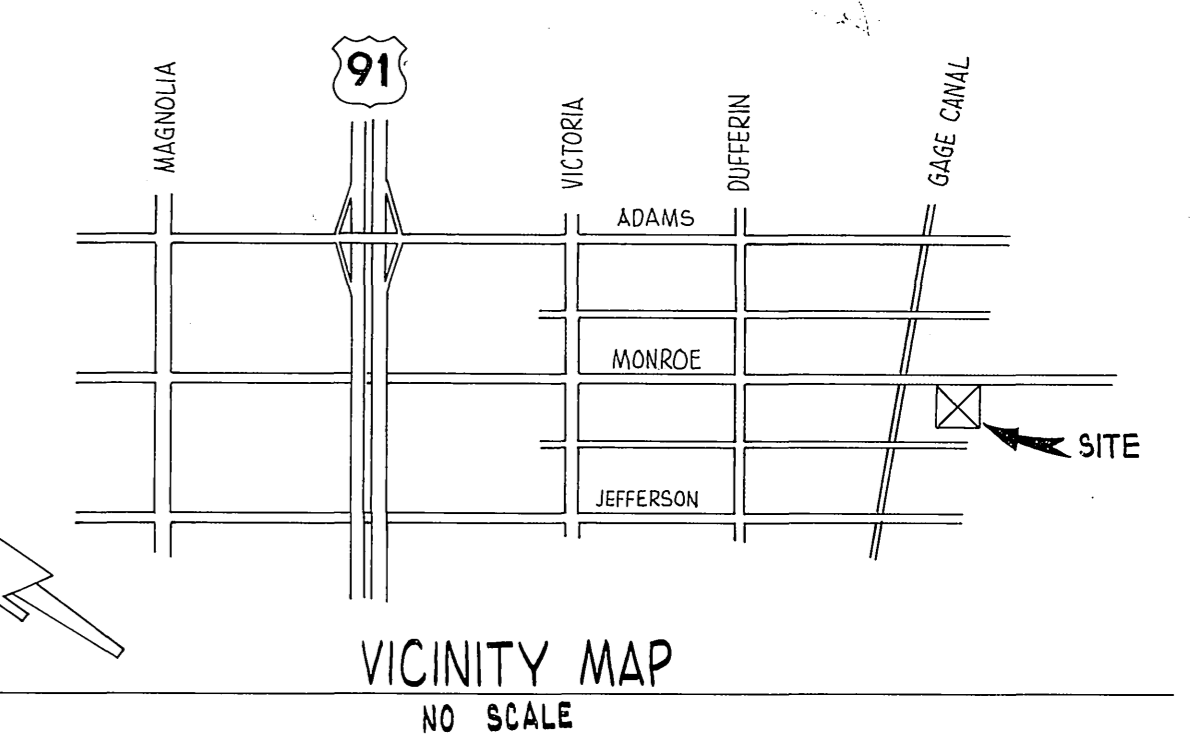 91
MAGNOLIA
VICTORIA
DUFFERIN
GAGE CANAL
ADAMS
MONROE
SITE
JEFFERSON
VICINITY MAP
NO SCALE